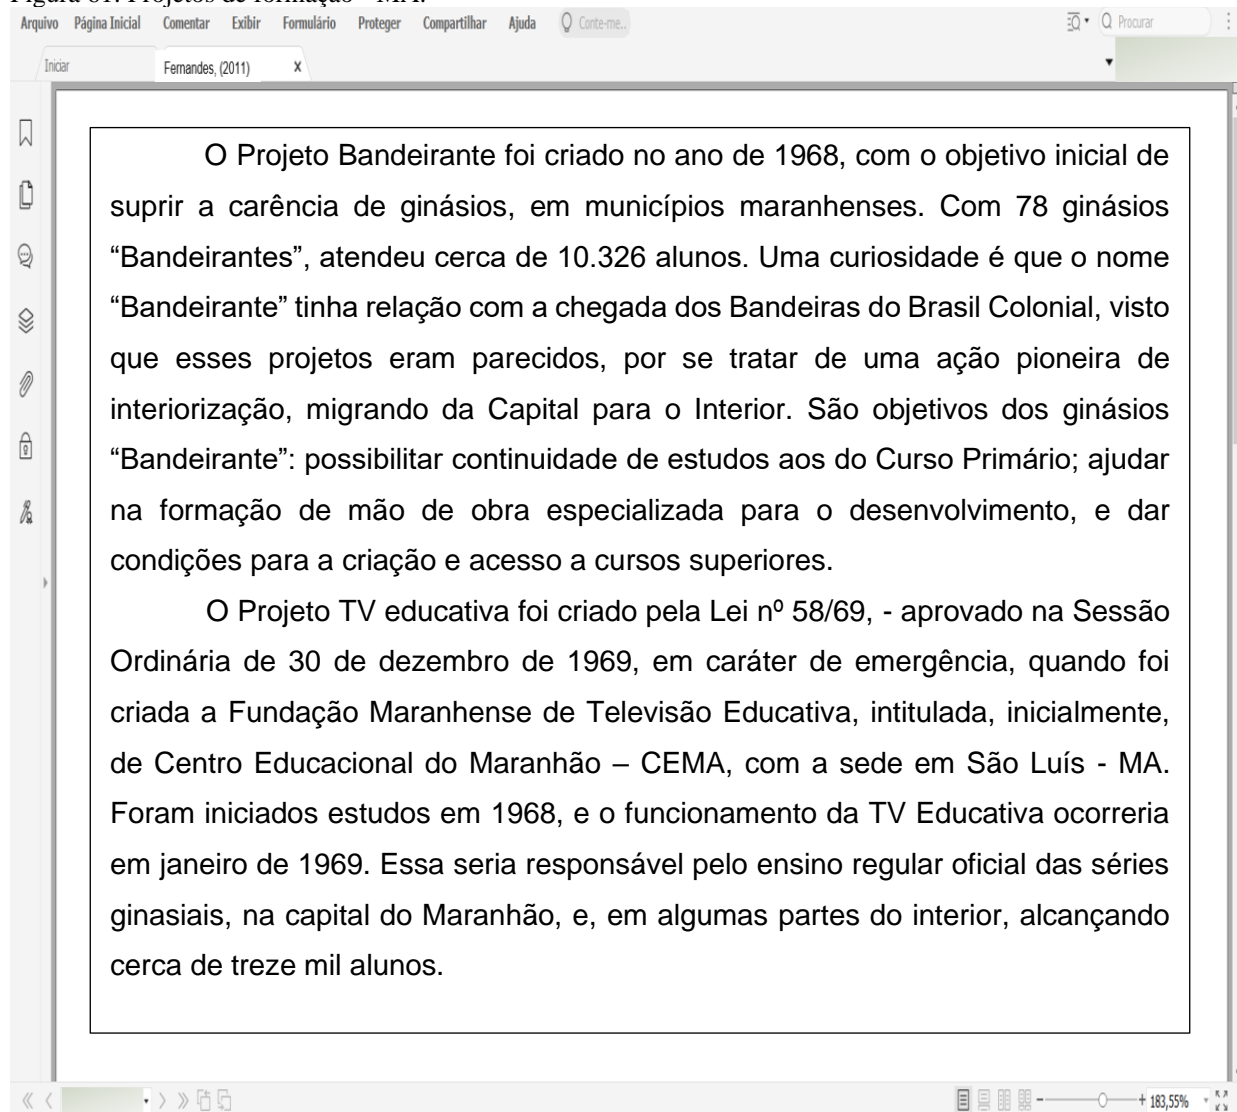 Figura 01: Projetos de formação - MA.
Arquivo Página Inicial Comentar Exibir Formulário Proteger Compartilhar Ajuda Conte-me.. Procurar
Iniciar Fernandes, (2011) X
O Projeto Bandeirante foi criado no ano de 1968, com o objetivo inicial de
suprir a carência de ginásios, em municípios maranhenses. Com 78 ginásios
“Bandeirantes”, atendeu cerca de 10.326 alunos. Uma curiosidade é que o nome
“Bandeirante” tinha relação com a chegada dos Bandeiras do Brasil Colonial, visto
que esses projetos eram parecidos, por se tratar de uma ação pioneira de
interiorização, migrando da Capital para o Interior. São objetivos dos ginásios
“Bandeirante”: possibilitar continuidade de estudos aos do Curso Primário; ajudar
na formação de mão de obra especializada para o desenvolvimento, e dar
condições para a criação e acesso a cursos superiores.
O Projeto TV educativa foi criado pela Lei nº 58/69, - aprovado na Sessão
Ordinária de 30 de dezembro de 1969, em caráter de emergência, quando foi
criada a Fundação Maranhense de Televisão Educativa, intitulada, inicialmente,
de Centro Educacional do Maranhão – CEMA, com a sede em São Luís - MA.
Foram iniciados estudos em 1968, e o funcionamento da TV Educativa ocorreria
em janeiro de 1969. Essa seria responsável pelo ensino regular oficial das séries
ginasiais, na capital do Maranhão, e, em algumas partes do interior, alcançando
cerca de treze mil alunos.
183,55%